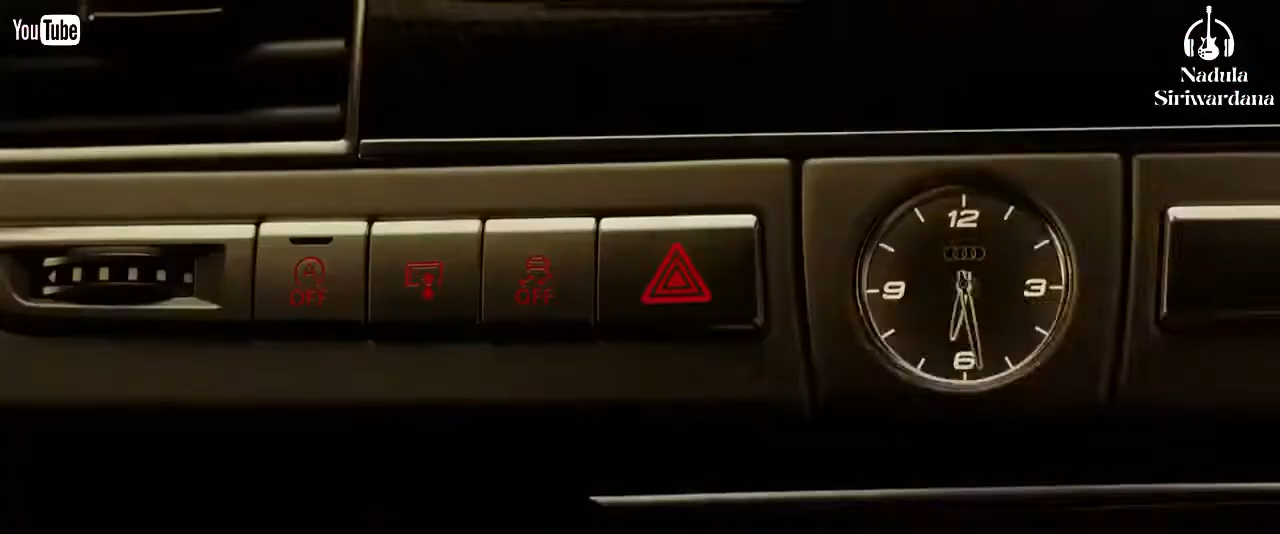 YouTube
Nadula
Siriwardana
A
OFF
OFF
12
9
3
6